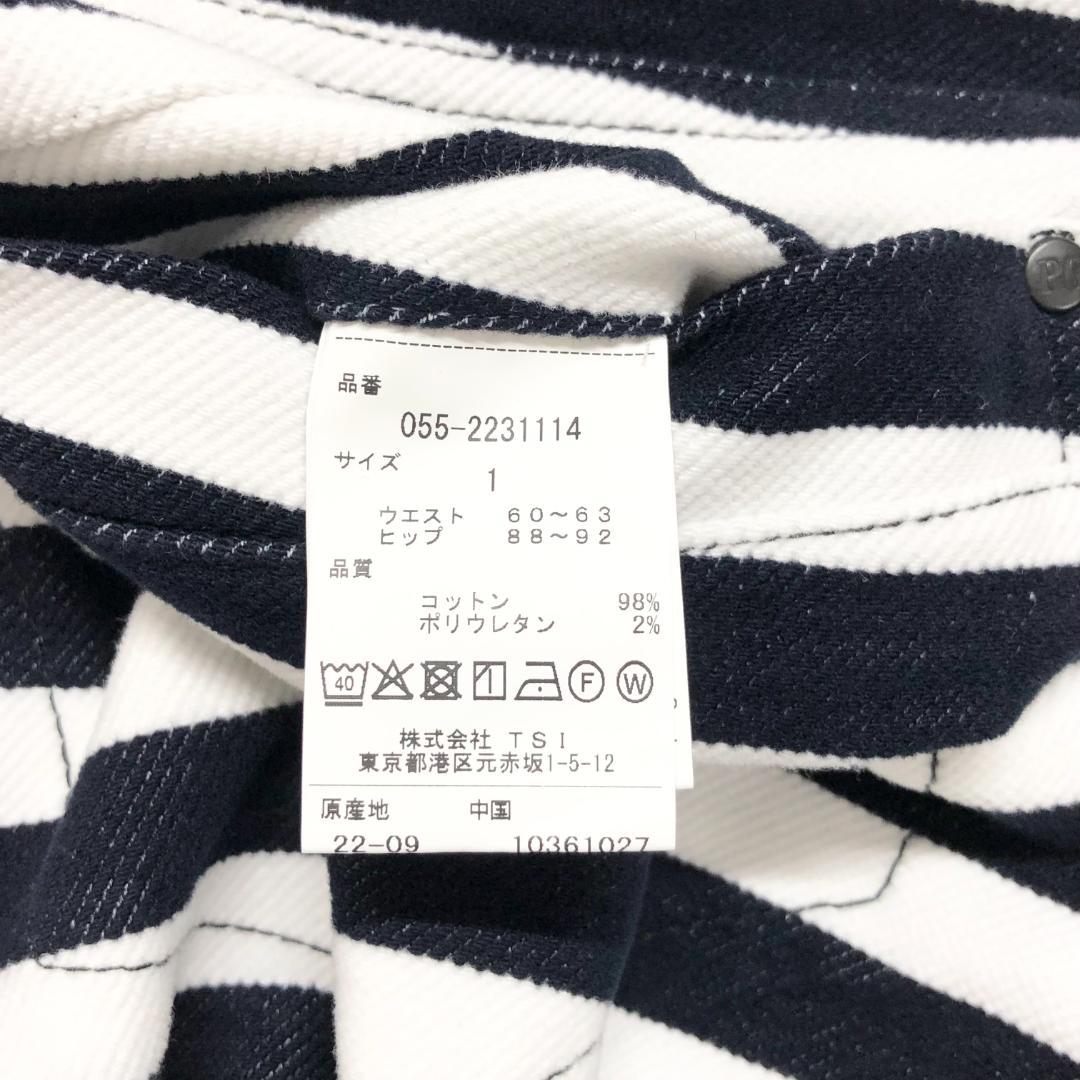 品番
055-2231114
サイズ
1
ウエスト 60〜63
ヒップ 88〜92
品質
コットン 98%
ポリウレタン 2%
40 F W
株式会社 TSI
東京都港区元赤坂1-5-12
原産地 中国
22-09 10361027